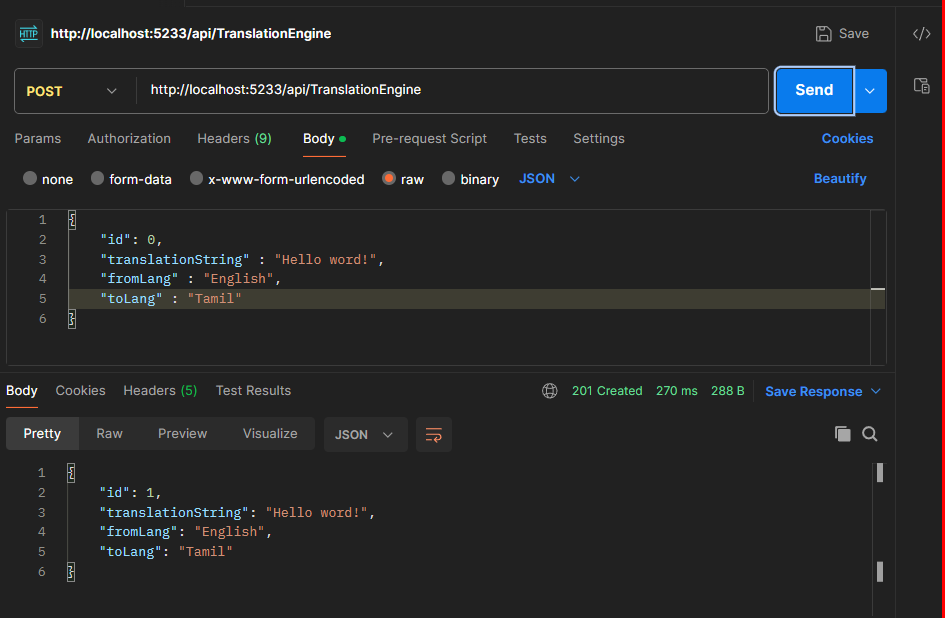 HTTP http://localhost:5233/api/TranslationEngine Save
POST http://localhost:5233/api/TranslationEngine Send
Params Authorization Headers (9) Body Pre-request Script Tests Settings Cookies
none form-data x-www-form-urlencoded raw binary JSON Beautify
1 {
2 "id": 0,
3 "translationString" : "Hello word!",
4 "fromLang" : "English",
5 "toLang" : "Tamil"
6 }
Body Cookies Headers (5) Test Results 201 Created 270 ms 288 B Save Response
Pretty Raw Preview Visualize JSON
1 {
2 "id": 1,
3 "translationString": "Hello word!",
4 "fromLang": "English",
5 "toLang": "Tamil"
6 }